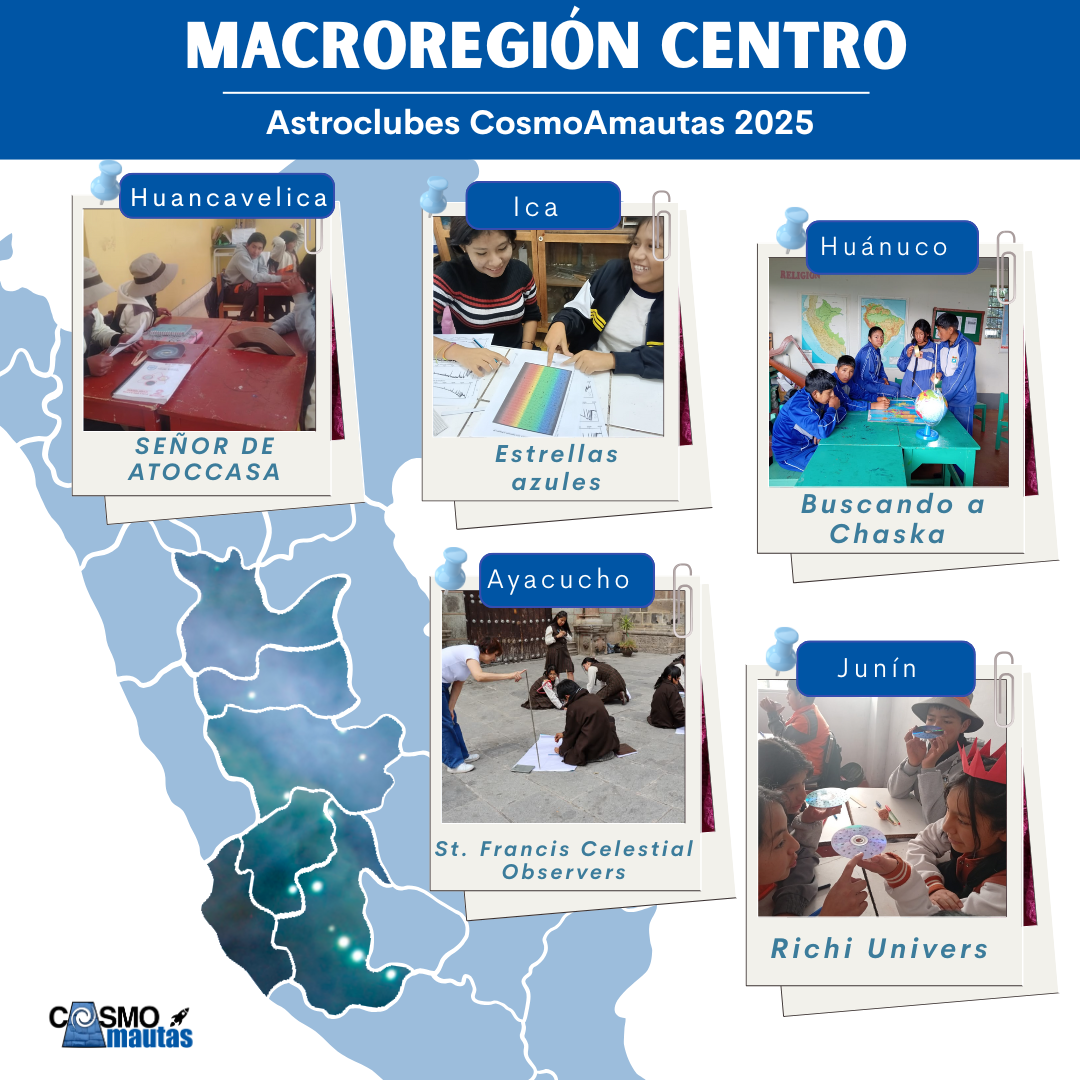 MACROREGIÓN CENTRO
Astroclubes CosmoAmautas 2025
Huancavelica
SEÑOR DE
ATOCCASA
Ica
Estrellas
azules
Huánuco
RELIGIÓN
Buscando a
Chaska
Ayacucho
St. Francis Celestial
Observers
Junín
Richi Univers
COSMO
amautas